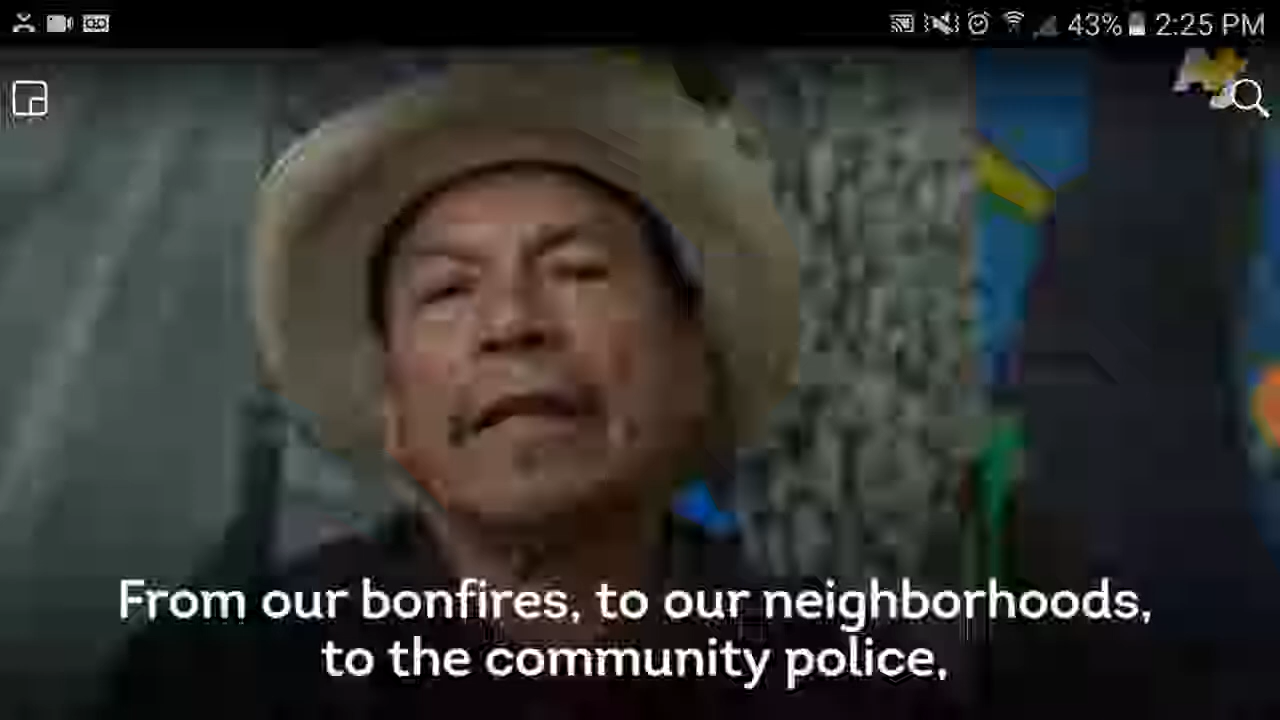 43% 2:25 PM
From our bonfires, to our neighborhoods,
to the community police,